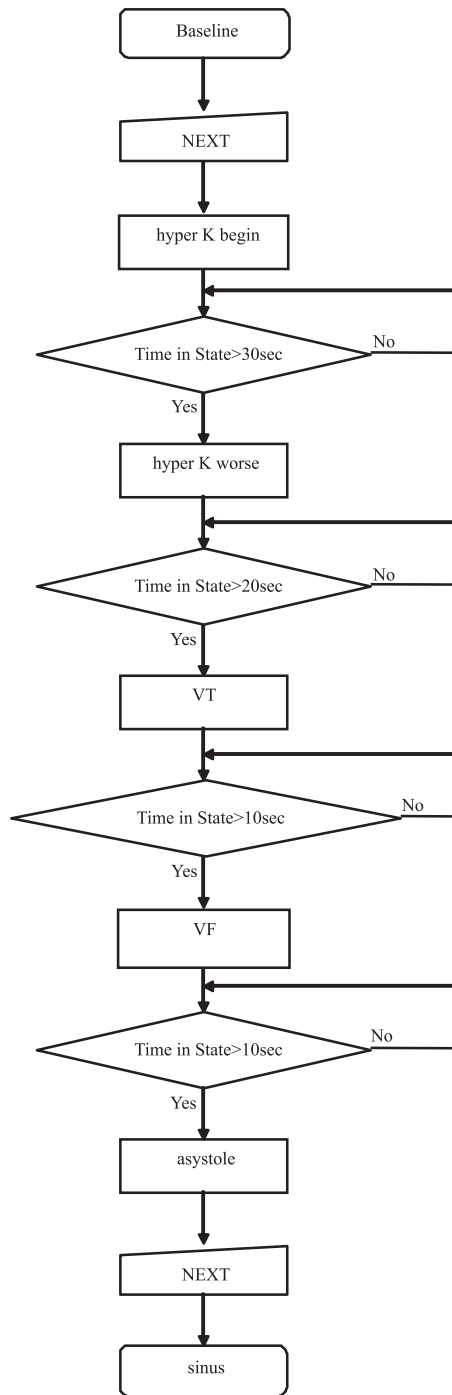 Baseline
NEXT
hyper K begin
Time in State>30sec
No
Yes
hyper K worse
Time in State>20sec
No
Yes
VT
Time in State>10sec
No
Yes
VF
Time in State>10sec
No
Yes
asystole
NEXT
sinus